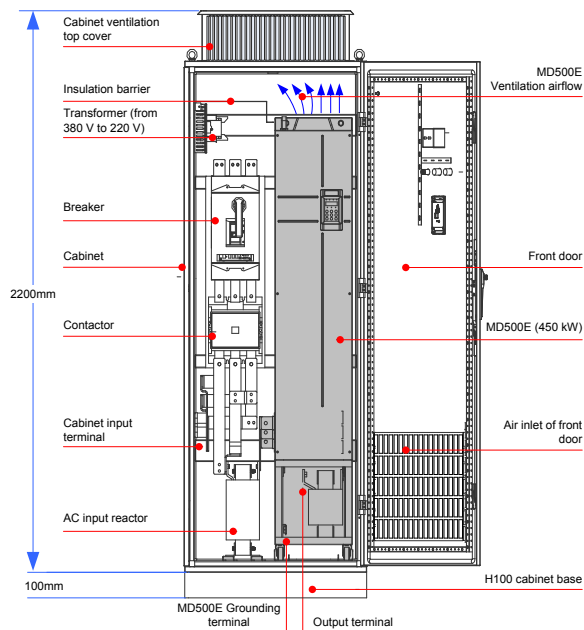 Cabinet ventilation
top cover
Insulation barrier
Transformer (from
380 V to 220 V)
Breaker
Cabinet
2200mm
Contactor
Cabinet input
terminal
AC input reactor
100mm
MD500E Grounding
terminal
Output terminal
MD500E
Ventilation airflow
Front door
MD500E (450 kW)
Air inlet of front
door
H100 cabinet base